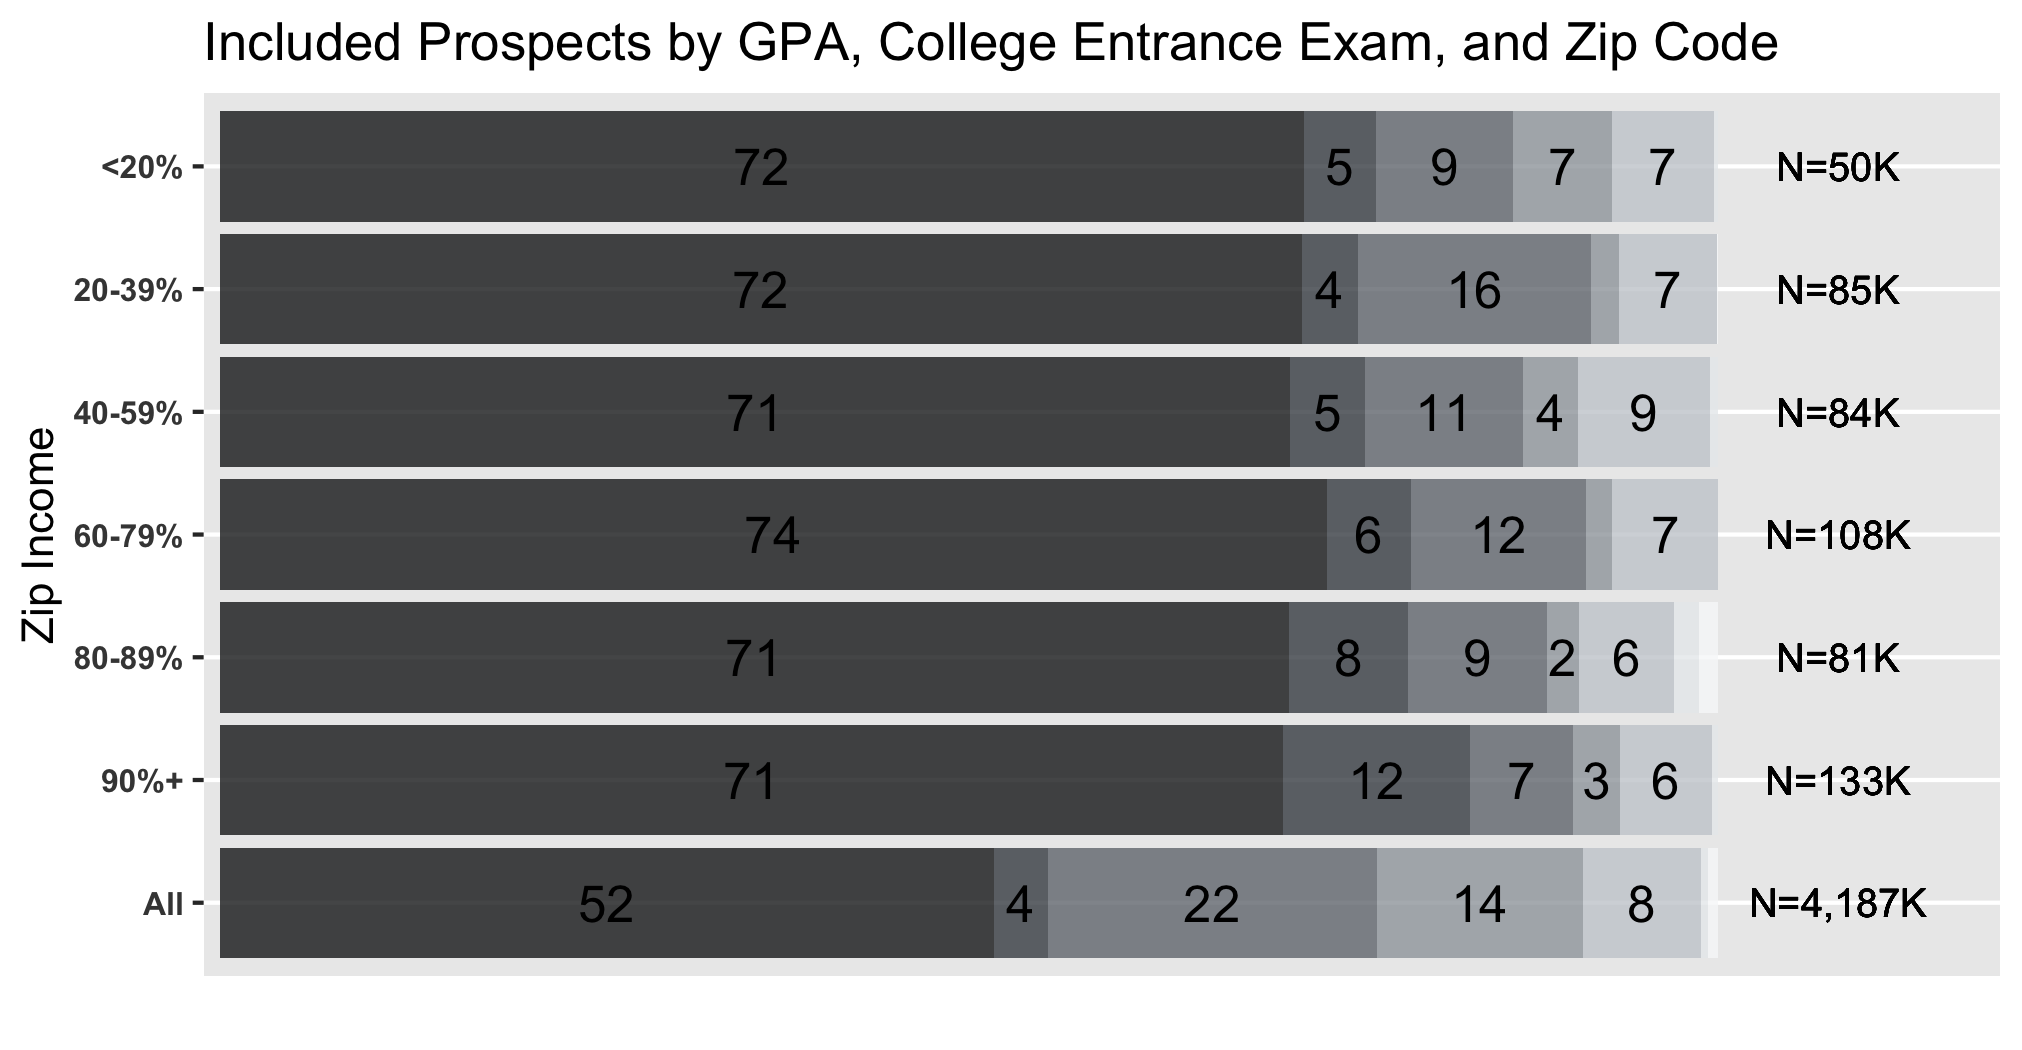 Included Prospects by GPA, College Entrance Exam, and Zip Code
Zip Income
<20% 72 5 9 7 7 N=50K
20-39% 72 4 16 7 N=85K
40-59% 71 5 11 4 9 N=84K
60-79% 74 6 12 7 N=108K
80-89% 71 8 9 2 6 N=81K
90%+ 71 12 7 3 6 N=133K
All 52 4 22 14 8 N=4,187K